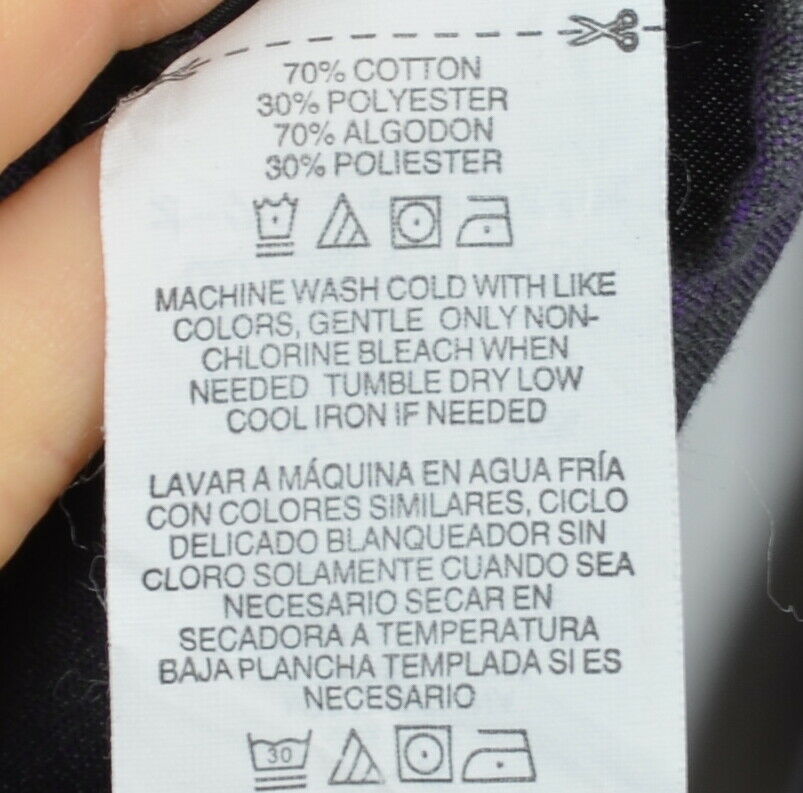 70% COTTON
30% POLYESTER
70% ALGODON
30% POLIESTER
MACHINE WASH COLD WITH LIKE
COLORS, GENTLE ONLY NON-
CHLORINE BLEACH WHEN
NEEDED TUMBLE DRY LOW
COOL IRON IF NEEDED
LAVAR A MÁQUINA EN AGUA FRÍA
CON COLORES SIMILARES, CICLO
DELICADO BLANQUEADOR SIN
CLORO SOLAMENTE CUANDO SEA
NECESARIO SECAR EN
SECADORA A TEMPERATURA
BAJA PLANCHA TEMPLADA SI ES
NECESARIO
30